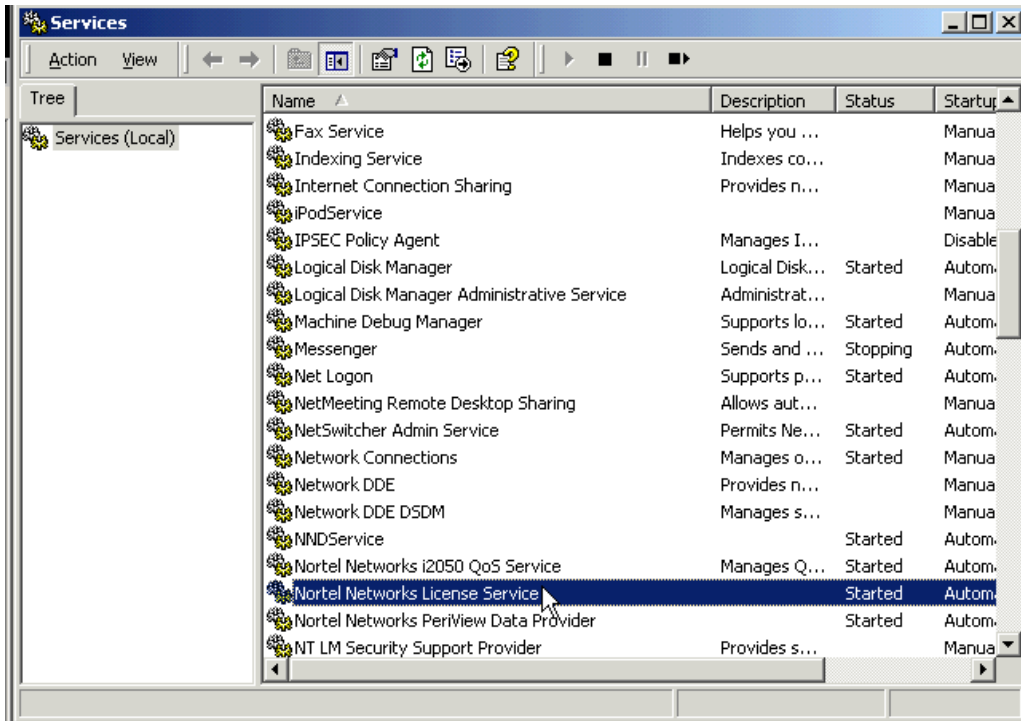 Services
Action View
Tree
Name Description Status Startup
Services (Local)
Fax Service Helps you ... Manua
Indexing Service Indexes co... Manua
Internet Connection Sharing Provides n... Manua
iPodService Manua
IPSEC Policy Agent Manages I... Disable
Logical Disk Manager Logical Disk... Started Autom
Logical Disk Manager Administrative Service Administrat... Manua
Machine Debug Manager Supports lo... Started Autom
Messenger Sends and ... Stopping Autom
Net Logon Supports p... Started Autom
NetMeeting Remote Desktop Sharing Allows aut... Manua
NetSwitcher Admin Service Permits Ne... Started Autom
Network Connections Manages o... Started Manua
Network DDE Provides n... Manua
Network DDE DSDM Manages s... Manua
NNDService Started Autom
Nortel Networks i2050 QoS Service Manages Q... Started Autom
Nortel Networks License Service Started Autom
Nortel Networks PeriView Data Provider Started Autom
NT LM Security Support Provider Provides s... Manua